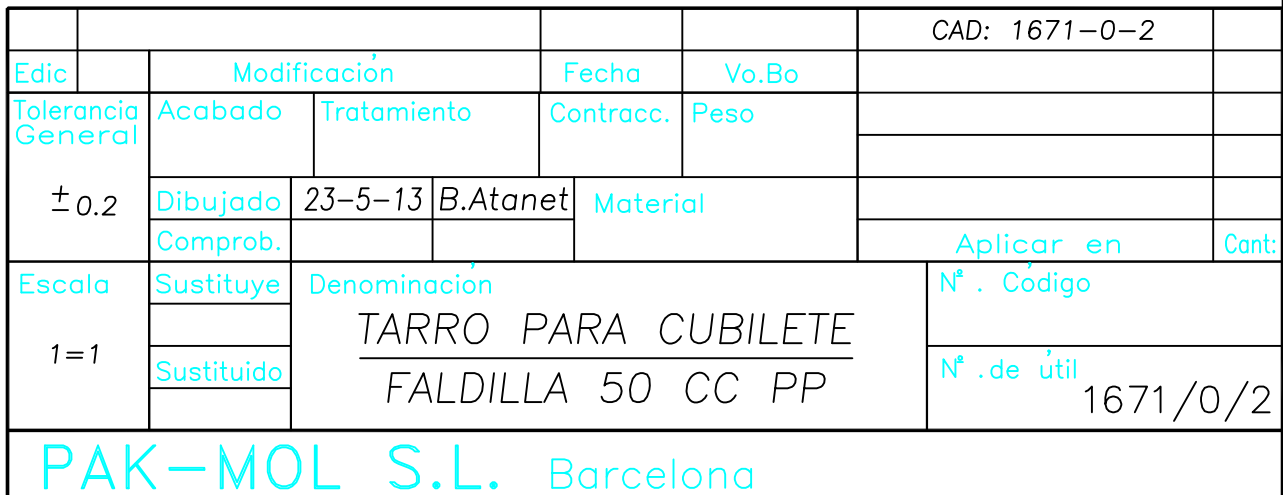 CAD: 1671-0-2
Edic Modificación Fecha Vo.Bo
Tolerancia General Acabado Tratamiento Contracc. Peso
±0.2
Dibujado 23-5-13 B.Atanet Material
Comprob. Aplicar en Cant:
Escala Sustituye Denominación Nº. Código
1=1
TARRO PARA CUBILETE
FALDILLA 50 CC PP
Sustituido Nº.de útil
1671/0/2
PAK-MOL S.L. Barcelona